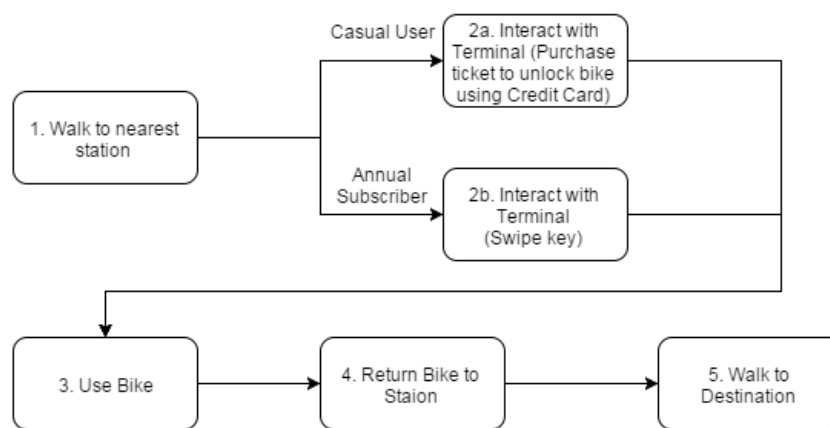 Casual User
2a. Interact with
Terminal (Purchase
ticket to unlock bike
using Credit Card)
1. Walk to nearest
station
Annual
Subscriber
2b. Interact with
Terminal
(Swipe key)
3. Use Bike
4. Return Bike to
Staion
5. Walk to
Destination